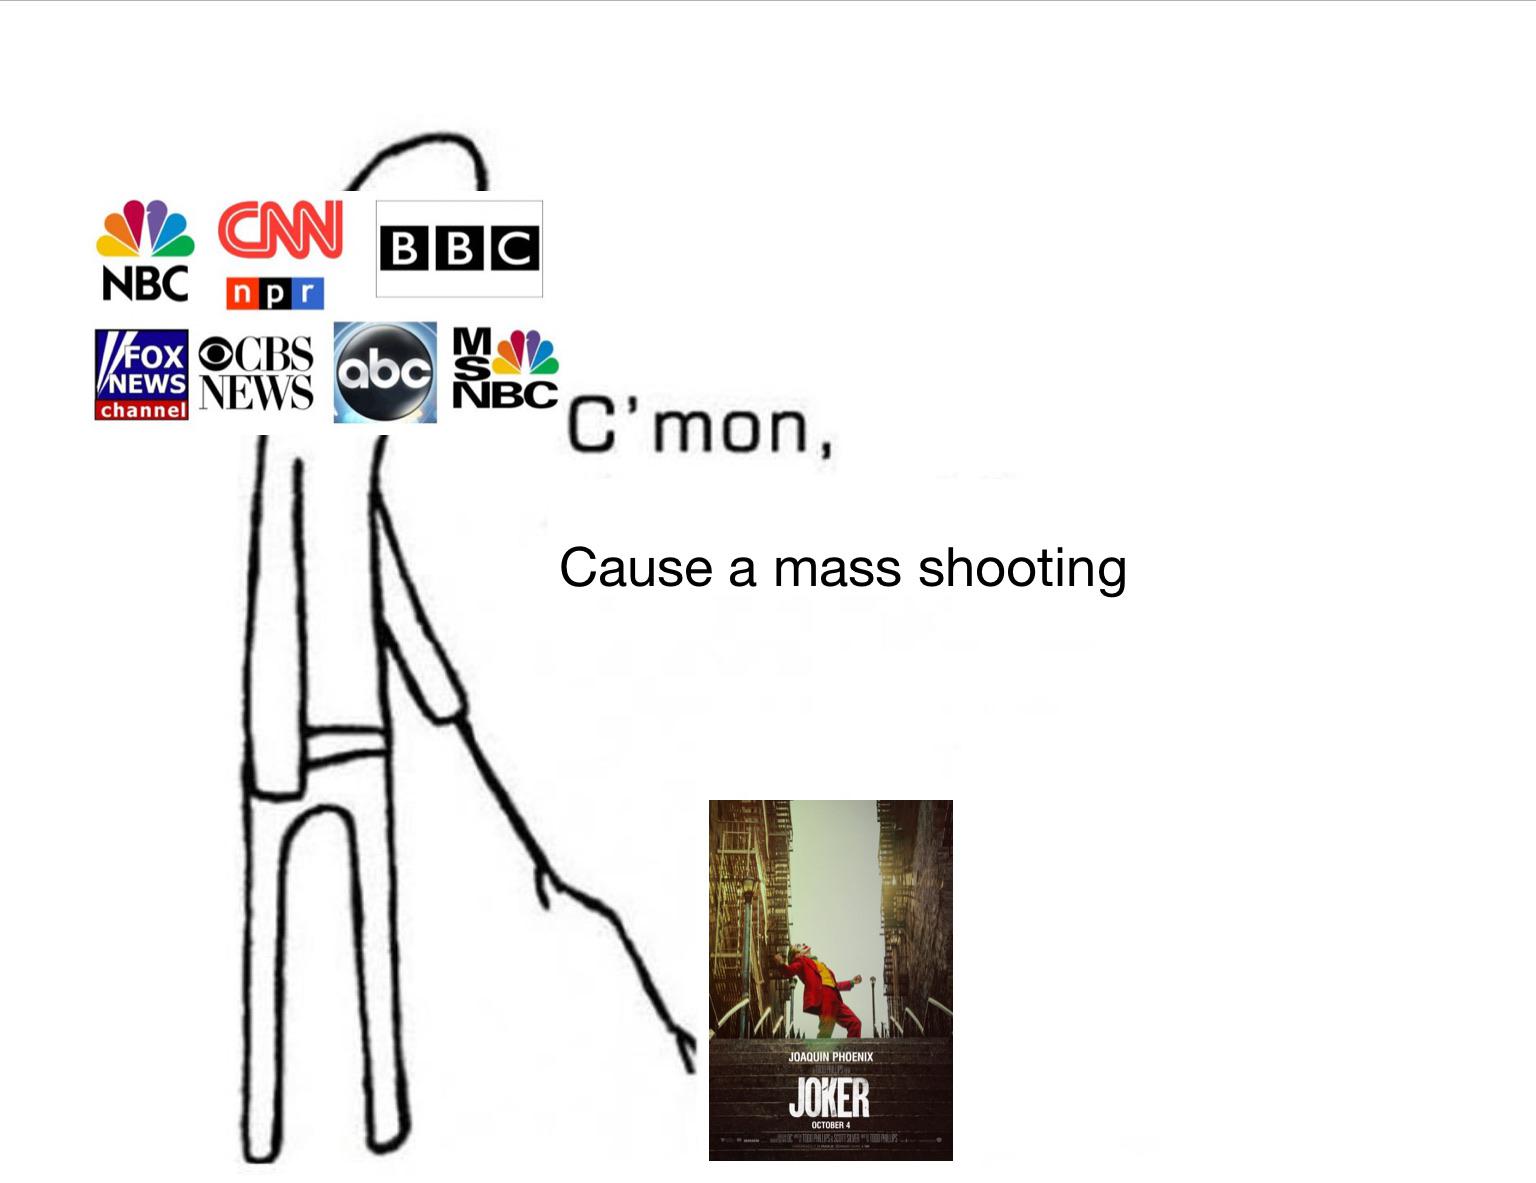 NBC
CNN
BBC
npr
FOX
NEWS
channel
CBS
NEWS
abc
M
S
NBC
C'mon,
Cause a mass shooting
JOAQUIN PHOENIX
JOKER
OCTOBER 4